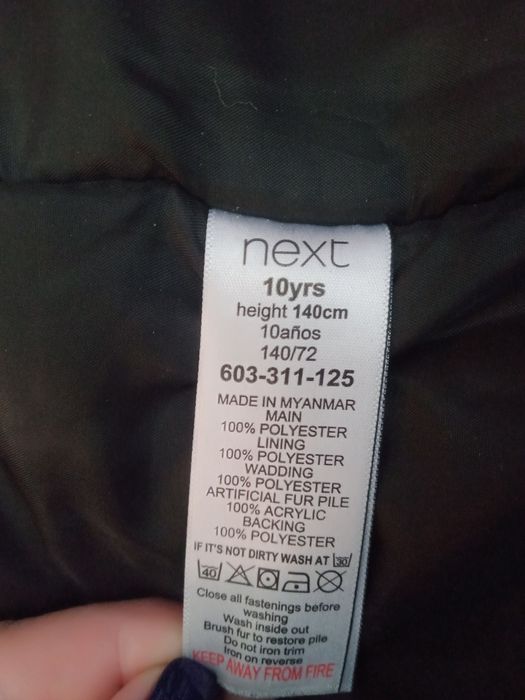 next
10yrs
height 140cm
10años
140/72
603-311-125
MADE IN MYANMAR
MAIN
100% POLYESTER
LINING
100% POLYESTER
WADDING
100% POLYESTER
ARTIFICIAL FUR PILE
100% ACRYLIC
BACKING
100% POLYESTER
IF IT'S NOT DIRTY WASH AT 30
40
Close all fastenings before
washing
Wash inside out
Brush fur to restore pile
Do not iron trim
Iron on reverse
KEEP AWAY FROM FIRE